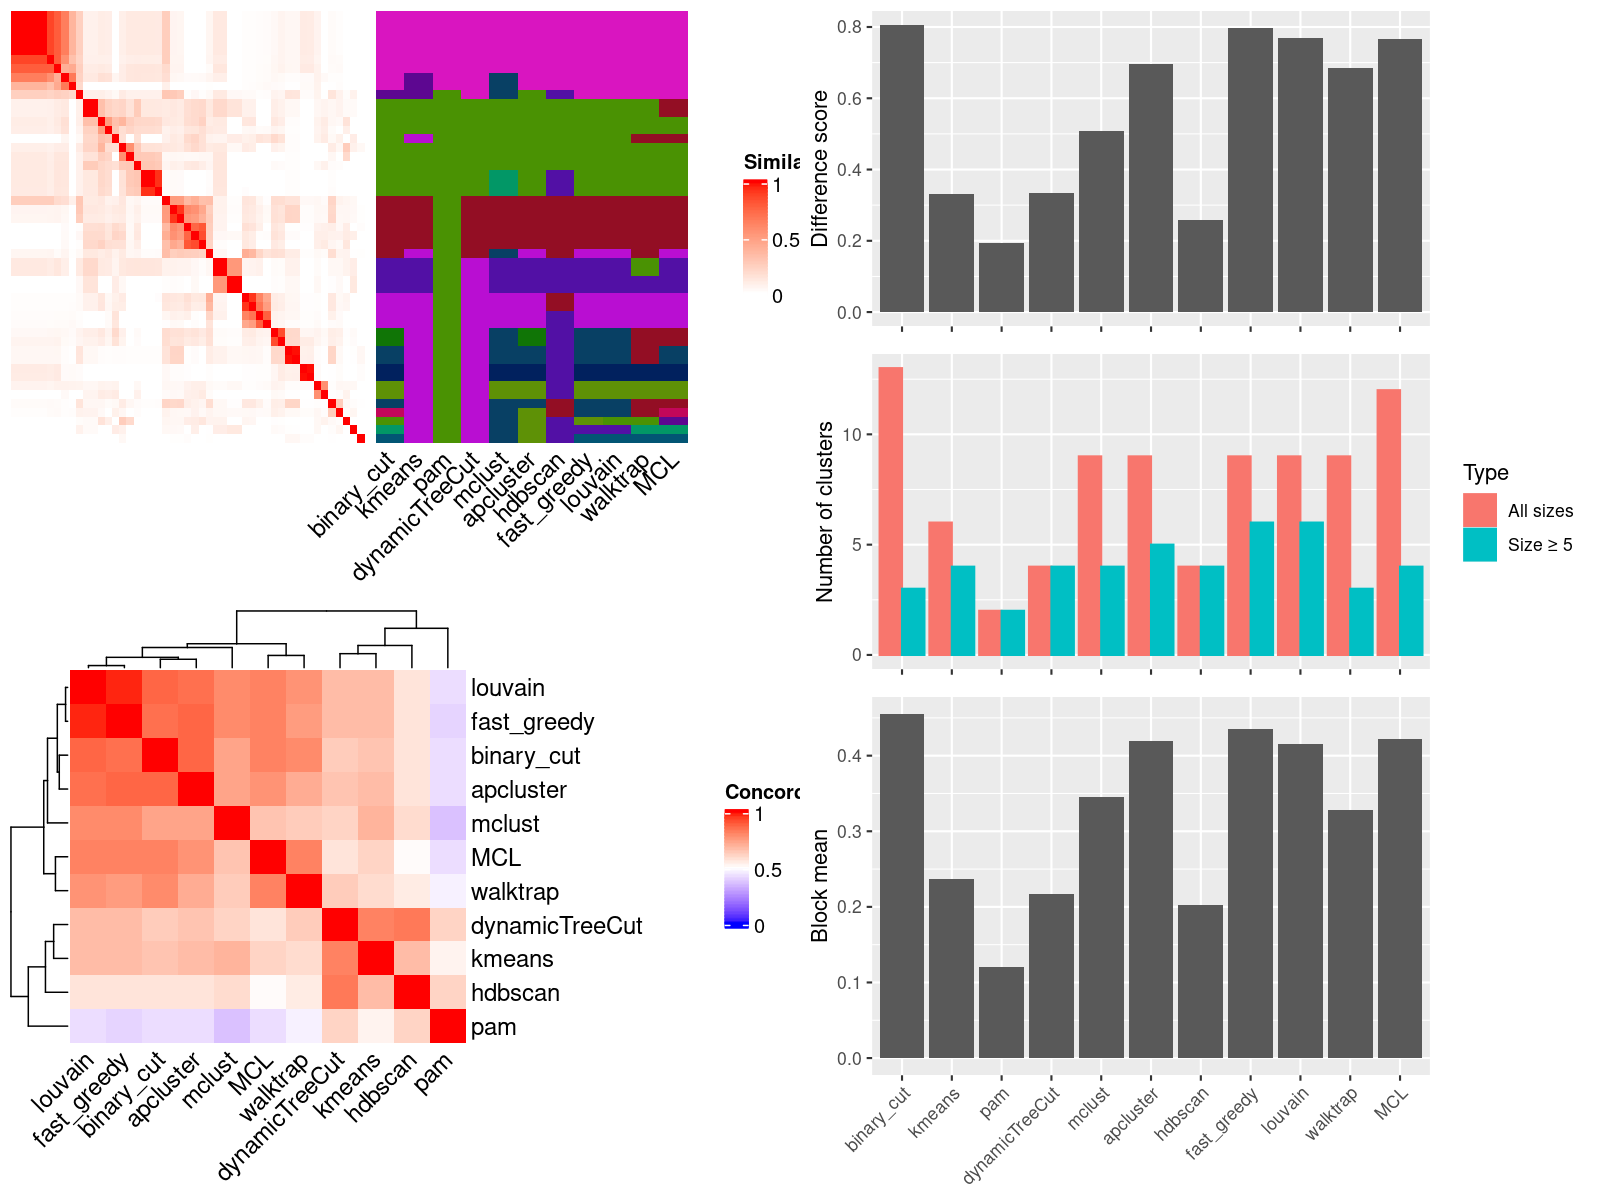 Simila
1
0.5
0
binary_cut
kmeans
pam
dynamicTreeCut
mclust
apcluster
hdbscan
fast_greedy
louvain
walktrap
MCL
louvain
fast_greedy
binary_cut
apcluster
mclust
MCL
walktrap
dynamicTreeCut
kmeans
hdbscan
pam
louvain
fast_greedy
binary_cut
apcluster
mclust
MCL
walktrap
dynamicTreeCut
kmeans
hdbscan
pam
Concord
1
0.5
0
Difference score
0.8
0.6
0.4
0.2
0.0
Number of clusters
10
5
0
Type
All sizes
Size ≥ 5
Block mean
0.4
0.3
0.2
0.1
0.0
binary_cut
kmeans
pam
dynamicTreeCut
mclust
apcluster
hdbscan
fast_greedy
louvain
walktrap
MCL